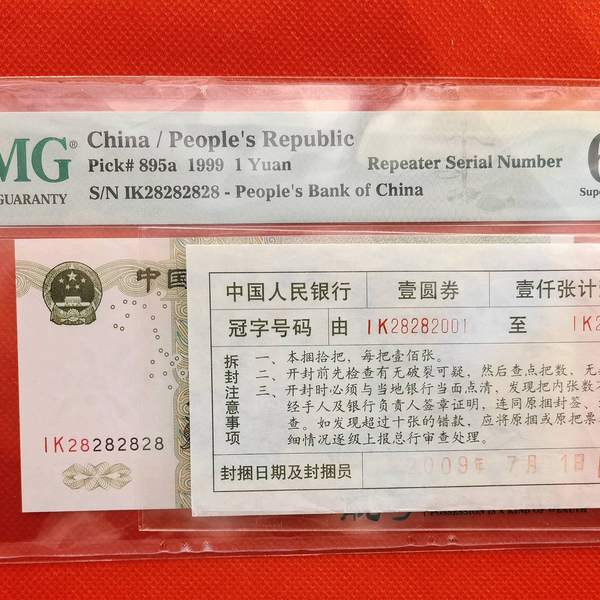 MG®
GUARANTY
China / People's Republic
Pick# 895a 1999 1 Yuan
Repeater Serial Number
S/N IK28282828 - People's Bank of China
6
Supe
中国
IK28282828
中国人民银行 壹圆券 壹仟张计
冠字号码 由 IK28282001 至 IK2
拆封注意事项
一、本捆拾把，每把壹佰张。
二、开封前先检查有无破裂可疑，然后查点把数，无
三、开封时必须与当地银行当面点清，发现把内张数
经手人及银行负责人签章证明，连同原捆封签、
查。如发现超过十张的错款，应将原捆或原把票
细情况逐级上报总行审查处理。
封捆日期及封捆员 2009年 7月 1日